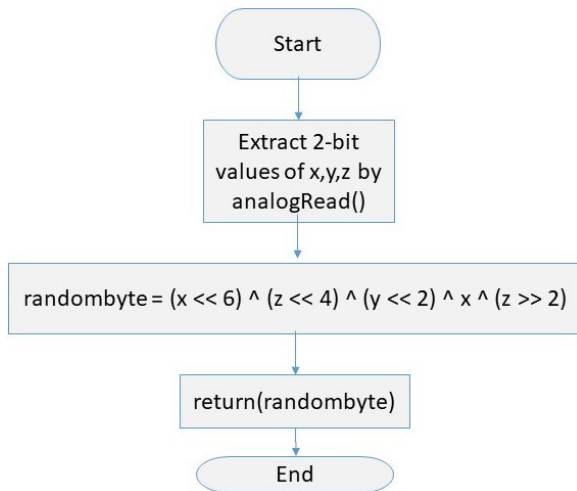 Start
Extract 2-bit
values of x,y,z by
analogRead()
randombyte = (x << 6) ^ (z << 4) ^ (y << 2) ^ x ^ (z >> 2)
return(randombyte)
End